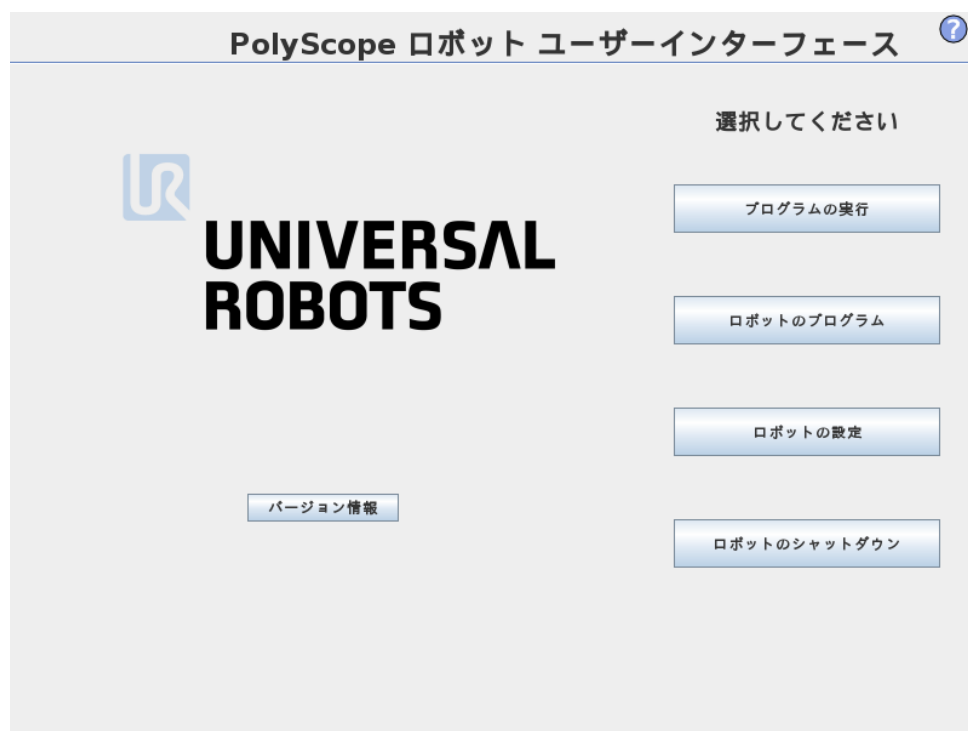 PolyScope ロボット ユーザーインターフェース
?
選択してください
UR
UNIVERSAL
ROBOTS
プログラムの実行
ロボットのプログラム
ロボットの設定
バージョン情報
ロボットのシャットダウン